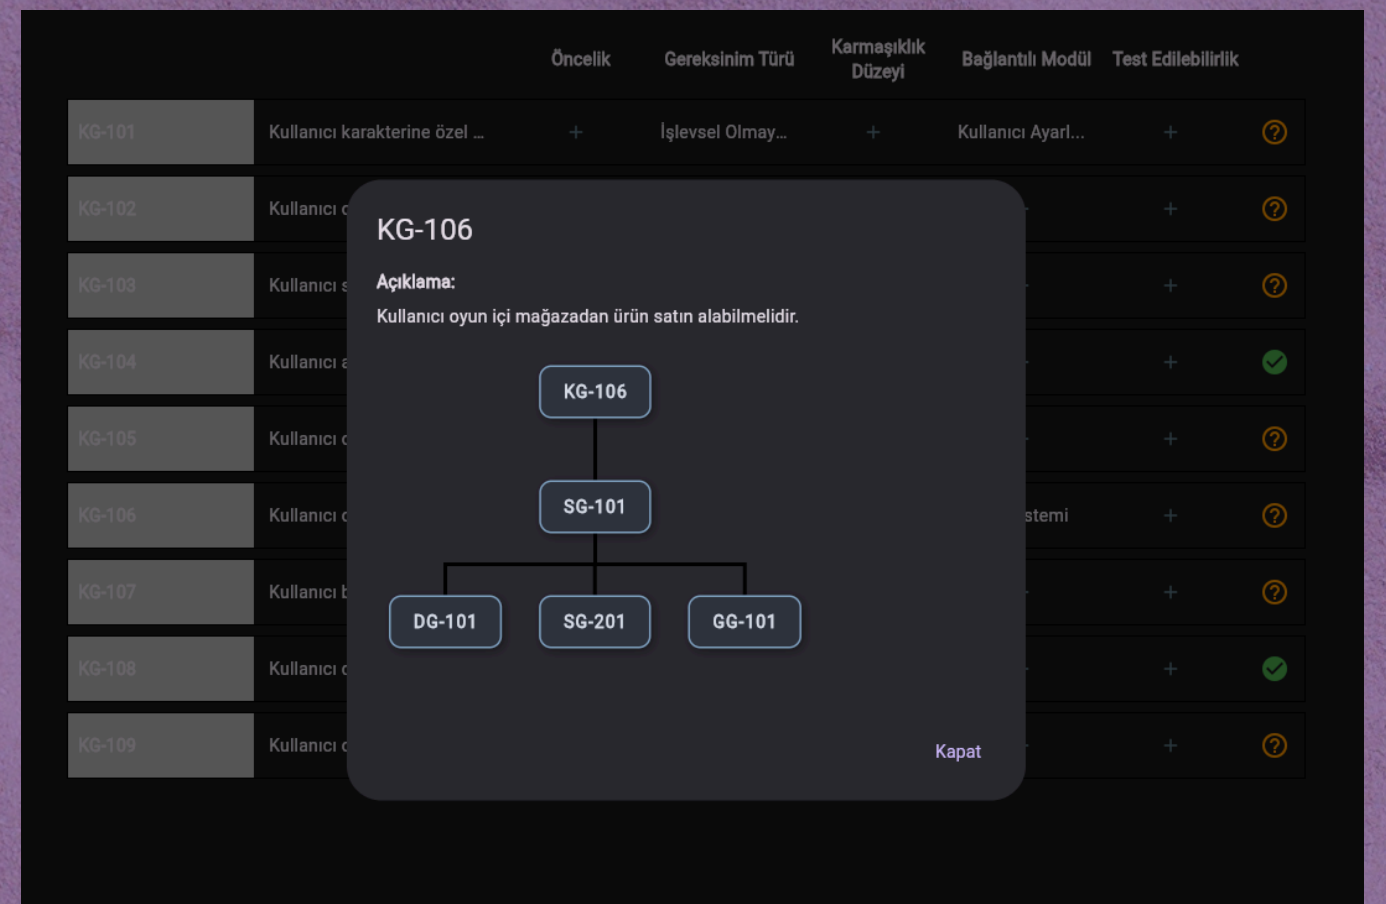 Öncelik
Gereksinim Türü
Karmaşıklık
Düzeyi
Bağlantılı Modül
Test Edilebilirlik
KG-101
Kullanıcı karakterine özel ...
+
İşlevsel Olmay...
+
Kullanıcı Ayarl...
+
KG-102
Kullanıcı
+
KG-103
Kullanıcı
+
KG-104
Kullanıcı
+
KG-105
Kullanıcı
+
KG-106
Kullanıcı
stemi
+
KG-107
Kullanıcı
+
KG-108
Kullanıcı
+
KG-109
Kullanıcı
+
KG-106
Açıklama:
Kullanıcı oyun içi mağazadan ürün satın alabilmelidir.
KG-106
SG-101
DG-101
SG-201
GG-101
Kapat